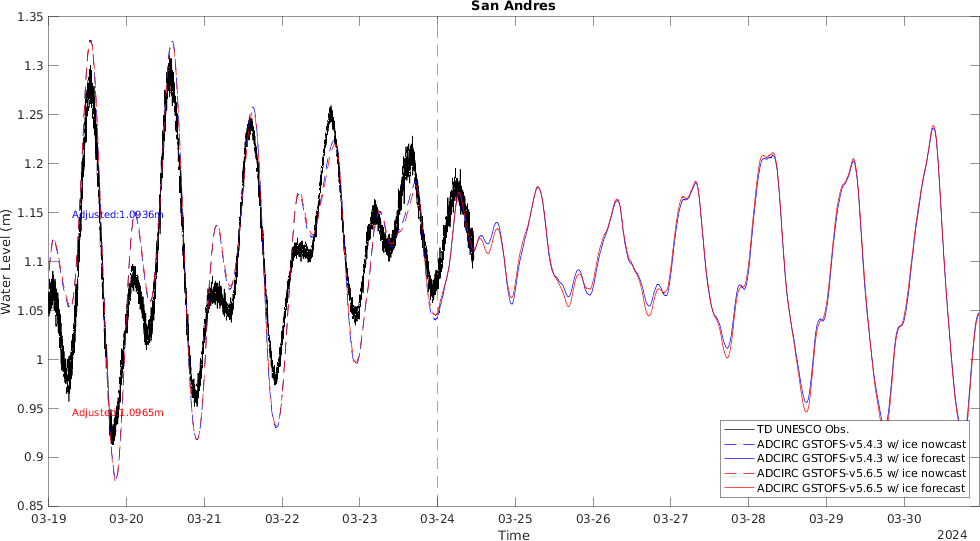 San Andres
1.35
1.3
1.25
1.2
1.15
1.1
1.05
1
0.95
0.9
0.85
Water Level (m)
Adjusted:1.0936m
Adjusted:1.0965m
TD UNESCO Obs.
ADCIRC GSTOFS-v5.4.3 w/ ice nowcast
ADCIRC GSTOFS-v5.4.3 w/ ice forecast
ADCIRC GSTOFS-v5.6.5 w/ ice nowcast
ADCIRC GSTOFS-v5.6.5 w/ ice forecast
03-19 03-20 03-21 03-22 03-23 03-24 03-25 03-26 03-27 03-28 03-29 03-30
Time
2024